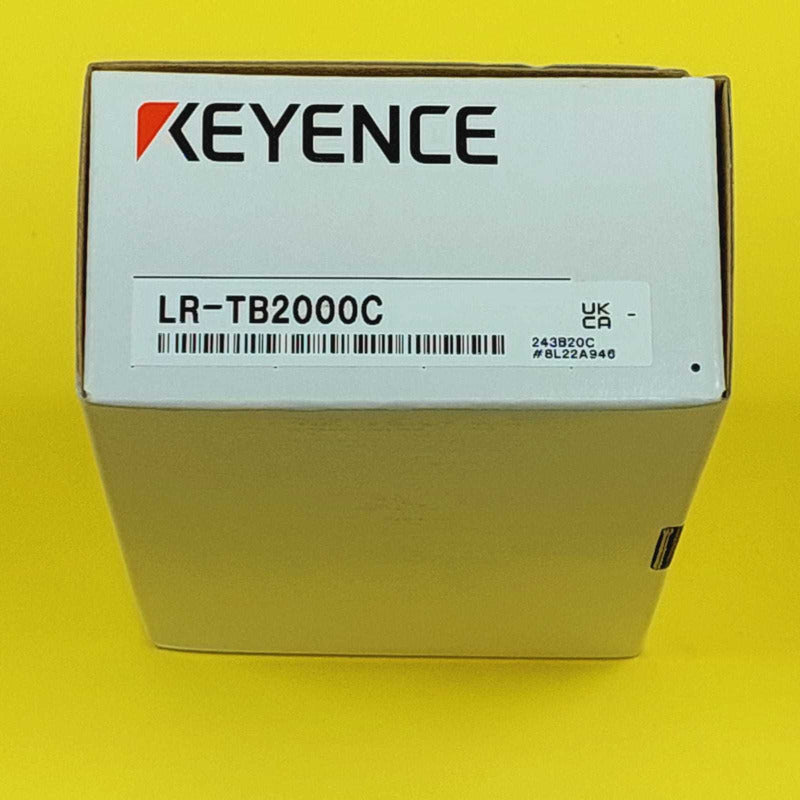 KEYENCE
LR-TB2000C
UK
CA
-
243B20C
#8L22A946